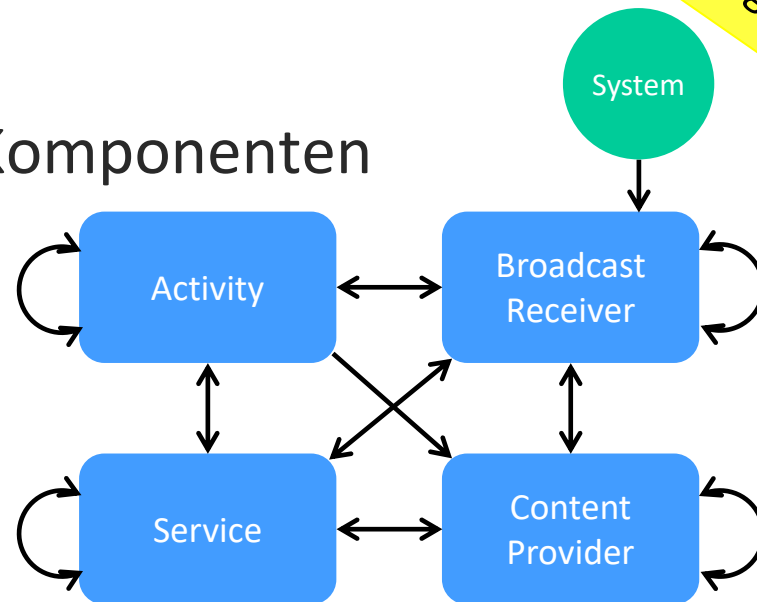 System
Komponenten
Activity
Broadcast
Receiver
Service
Content
Provider